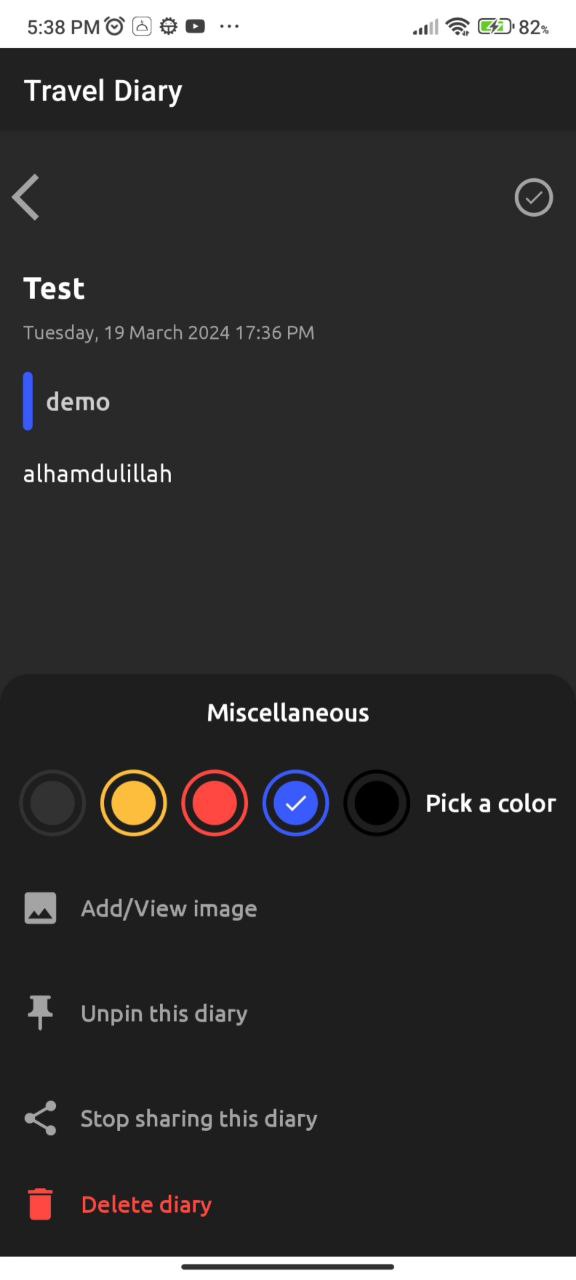 5:38 PM
82%
Travel Diary
Test
Tuesday, 19 March 2024 17:36 PM
demo
alhamdulillah
Miscellaneous
Pick a color
Add/View image
Unpin this diary
Stop sharing this diary
Delete diary